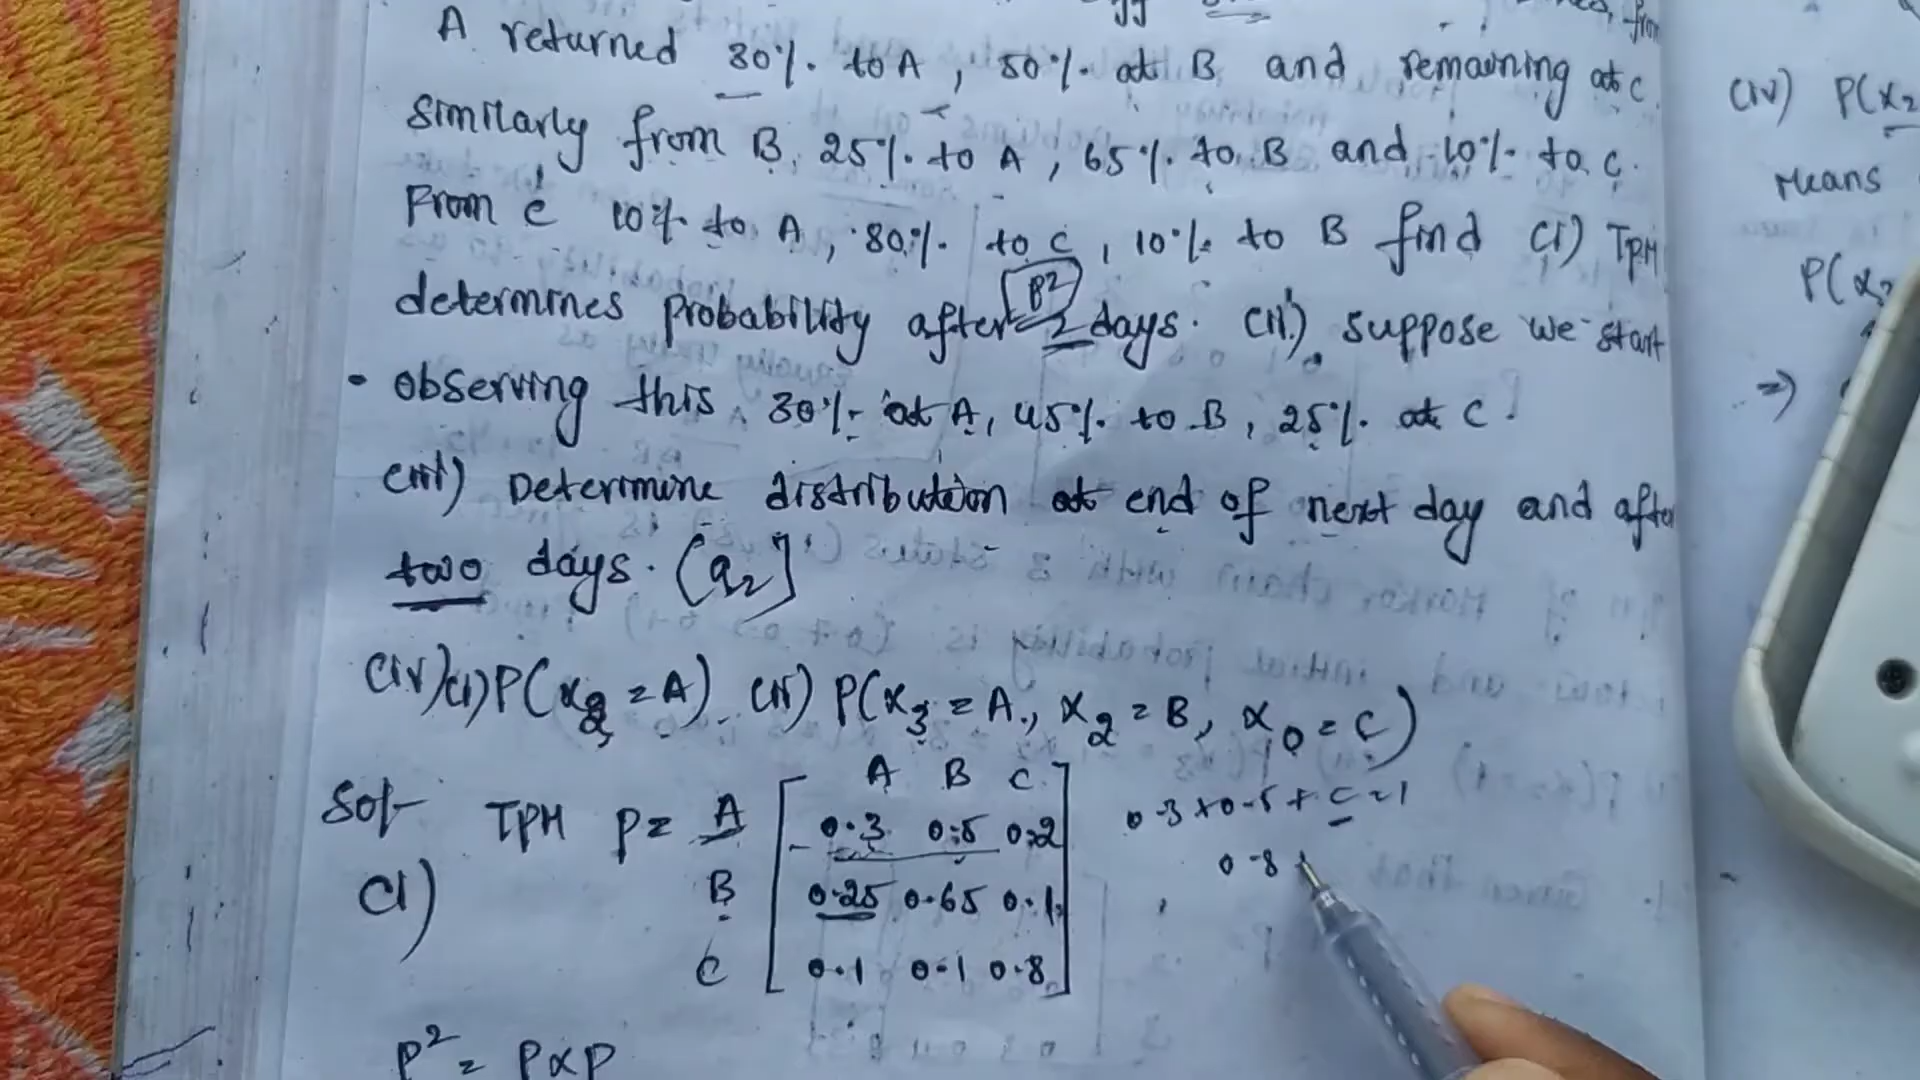 A returned 30%. to A, 50%. at B and remaining at C.
similarly from B, 25%. to A, 65%. to B and 10%. to C.
From C 10%. to A, 80%. to C, 10%. to B find (i) TPM
determines probability after 2 days. (ii) suppose we start
P²
observing this 30%. at A, 45%. to B, 25%. at C.
(iii) Determine distribution at end of next day and after
two days. (a₂]
(iv) (i) P(x₂ = A) (ii) P(x₃ = A, x₂ = B, x₀ = C)
A B C
Sol- TPM P = A [0.3 0.5 0.2]
(i) B [0.25 0.65 0.1]
C [0.1 0.1 0.8]
0.3+0.5+C=1
0.8 +
P² = P×P
(iv) P(x₂
means
P(x₃
=>